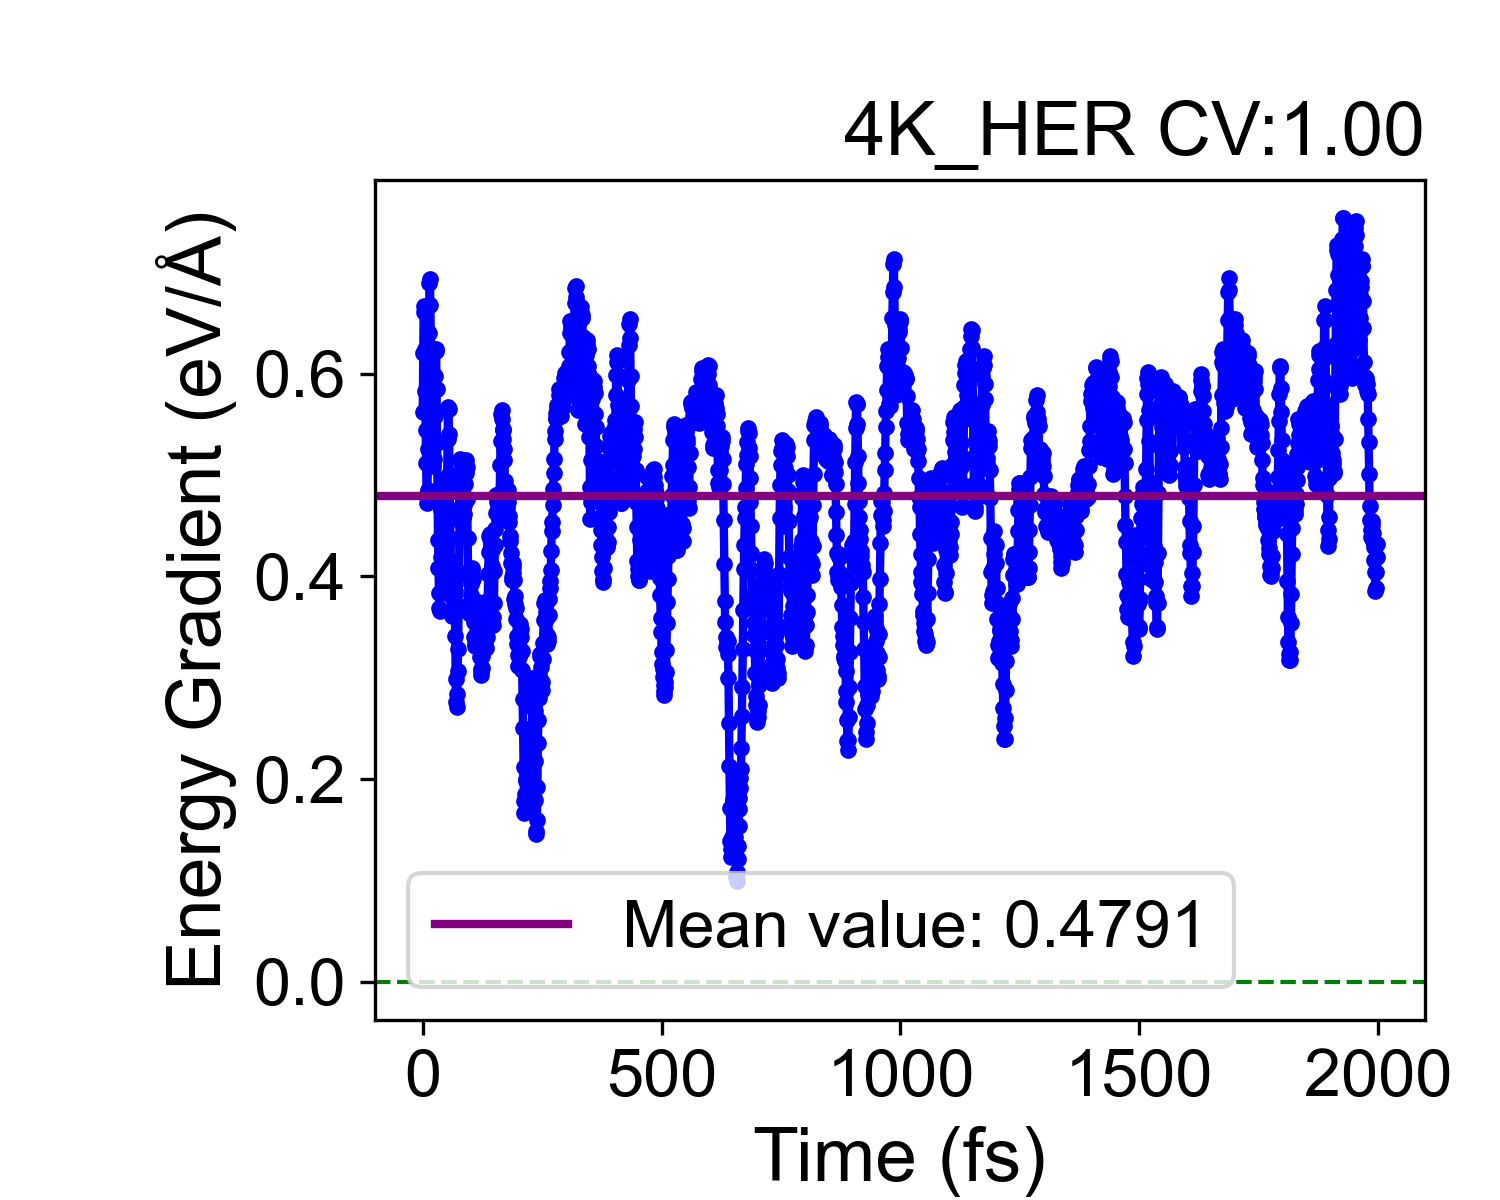 4K_HER CV:1.00
Energy Gradient (eV/Å)
0.6
0.4
0.2
0.0
Mean value: 0.4791
0 500 1000 1500 2000
Time (fs)